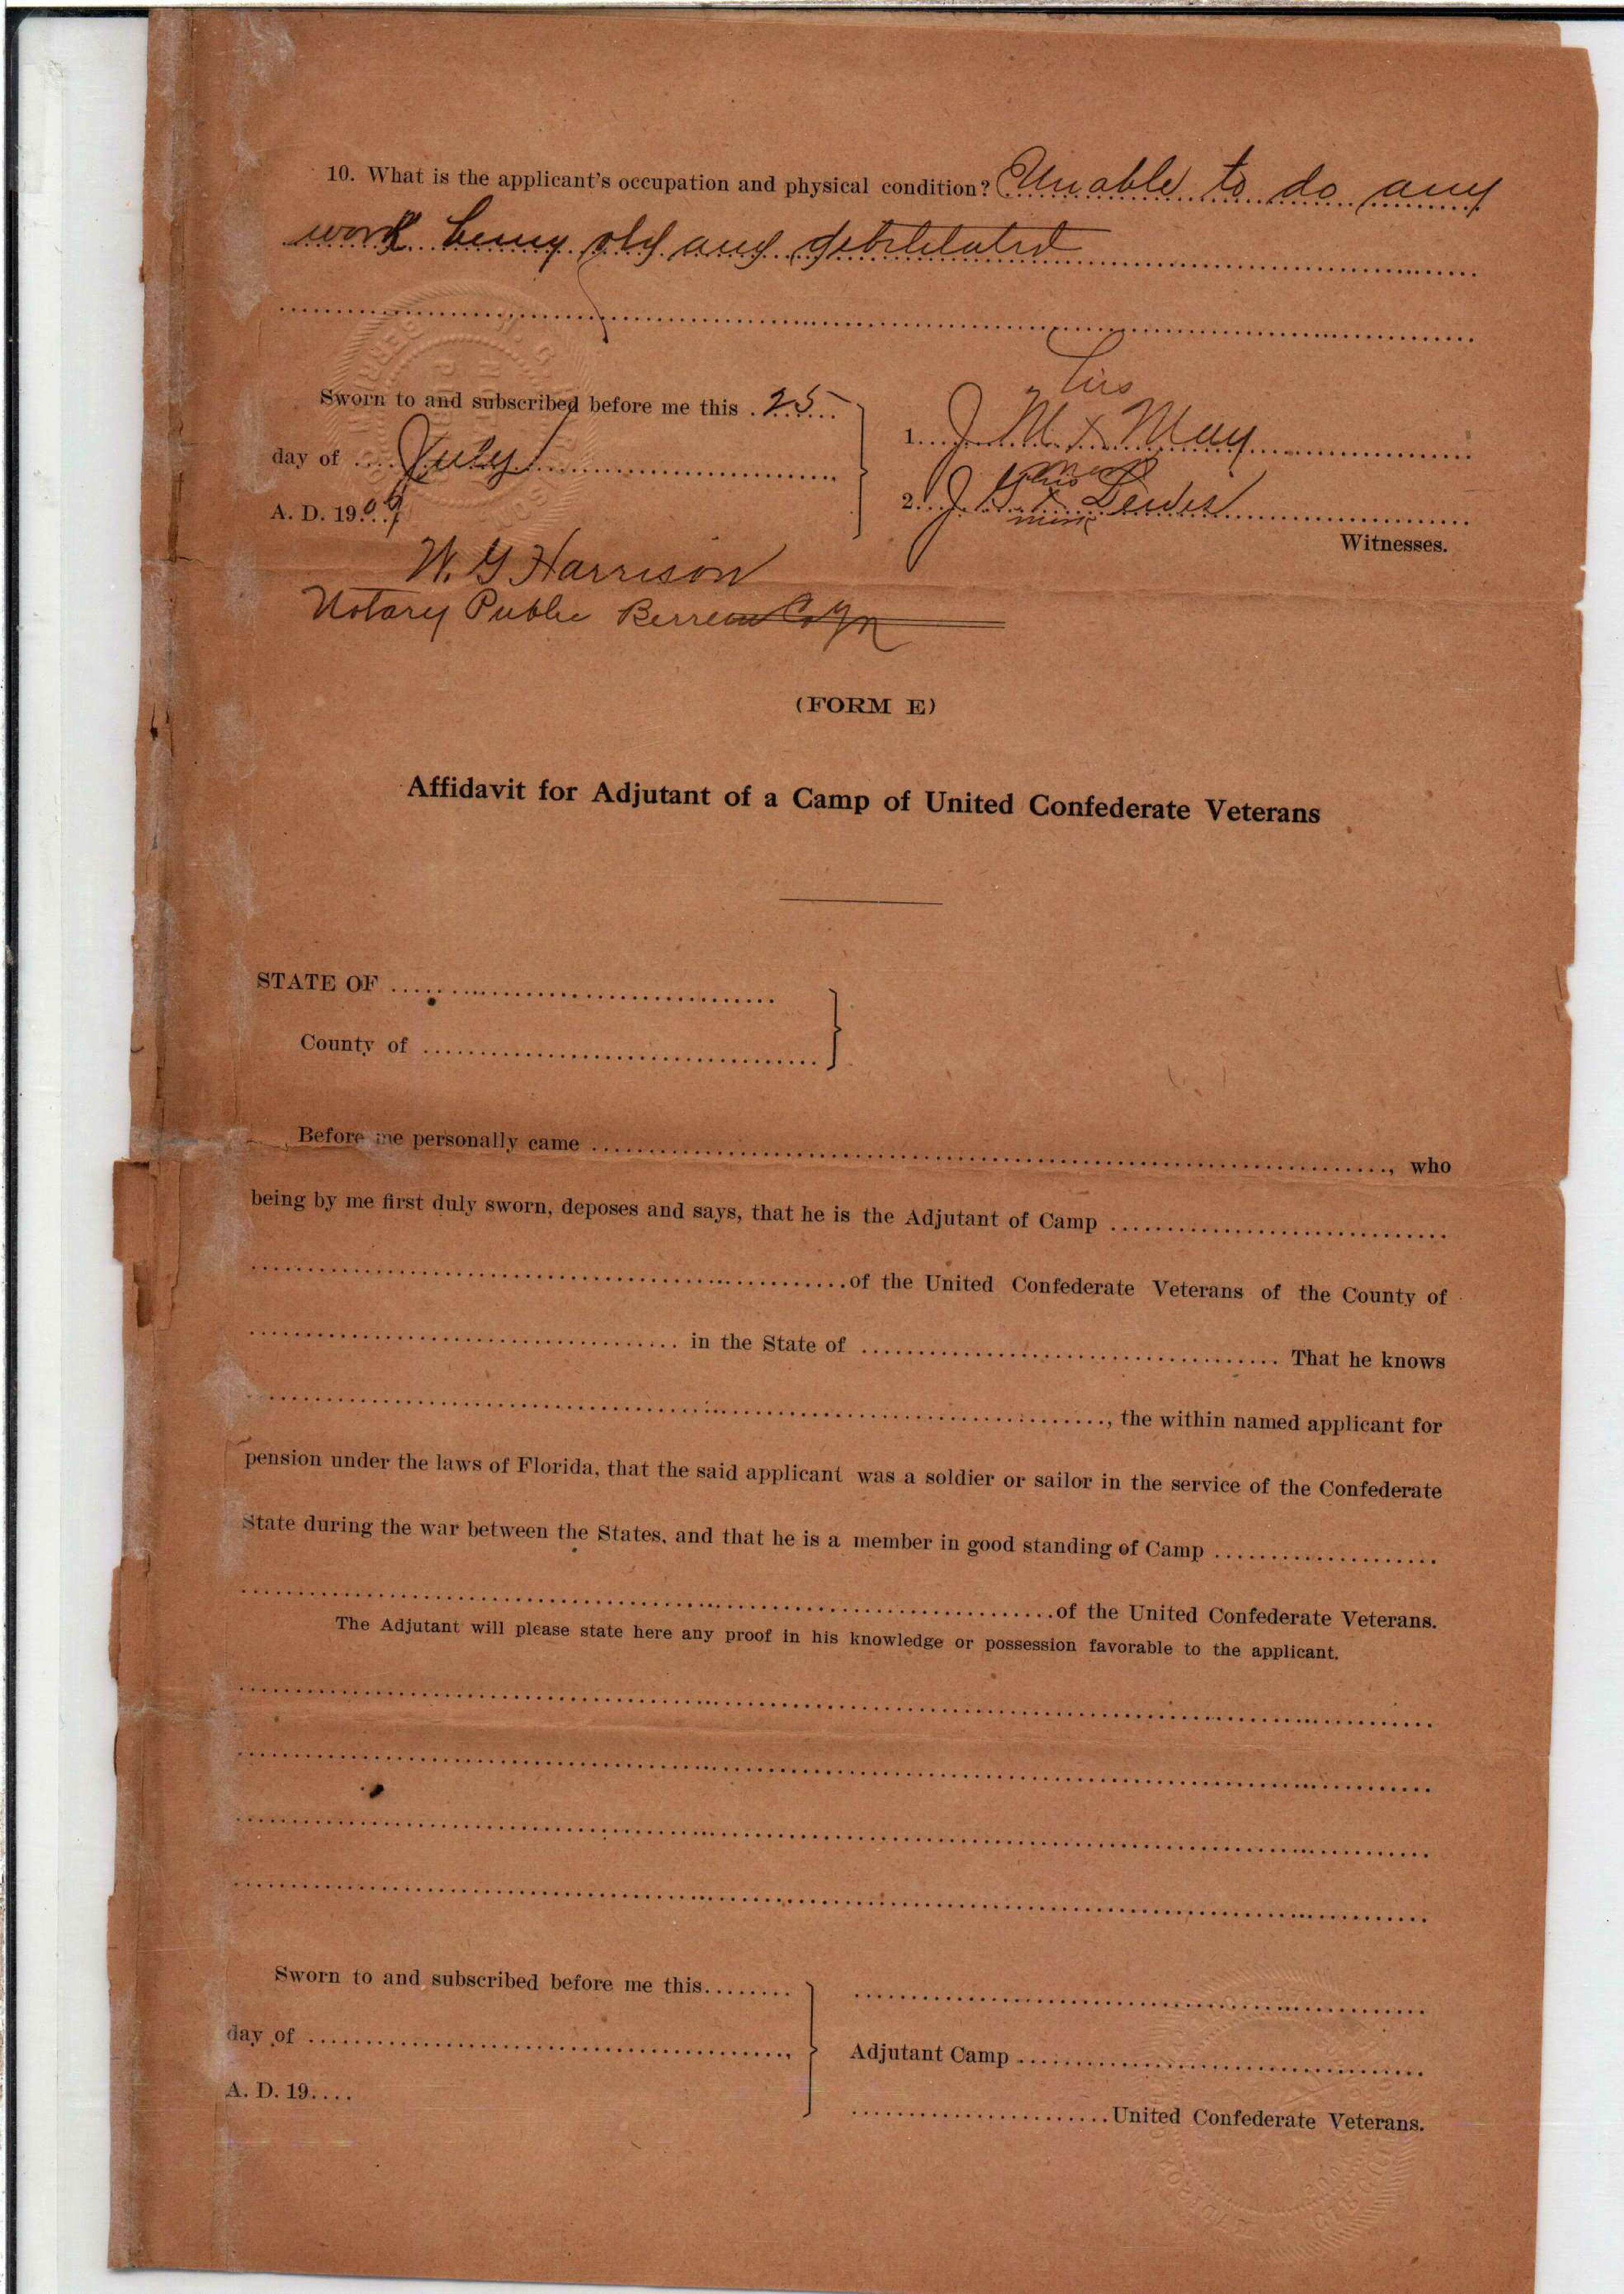 10. What is the applicant's occupation and physical condition? Unable to do any
work being old and debilitated
Sworn to and subscribed before me this 25
day of July
A. D. 1909
his
1. J. M. x May
mark
his
2. J. G. x
mark
Witnesses.
W. G Harrison
Notary Public Berrien Co Ga
(FORM E)
Affidavit for Adjutant of a Camp of United Confederate Veterans
STATE OF
County of
Before me personally came , who
being by me first duly sworn, deposes and says, that he is the Adjutant of Camp
of the United Confederate Veterans of the County of
in the State of That he knows
, the within named applicant for
pension under the laws of Florida, that the said applicant was a soldier or sailor in the service of the Confederate
State during the war between the States, and that he is a member in good standing of Camp
of the United Confederate Veterans.
The Adjutant will please state here any proof in his knowledge or possession favorable to the applicant.
Sworn to and subscribed before me this
day of
A. D. 19
Adjutant Camp
United Confederate Veterans.